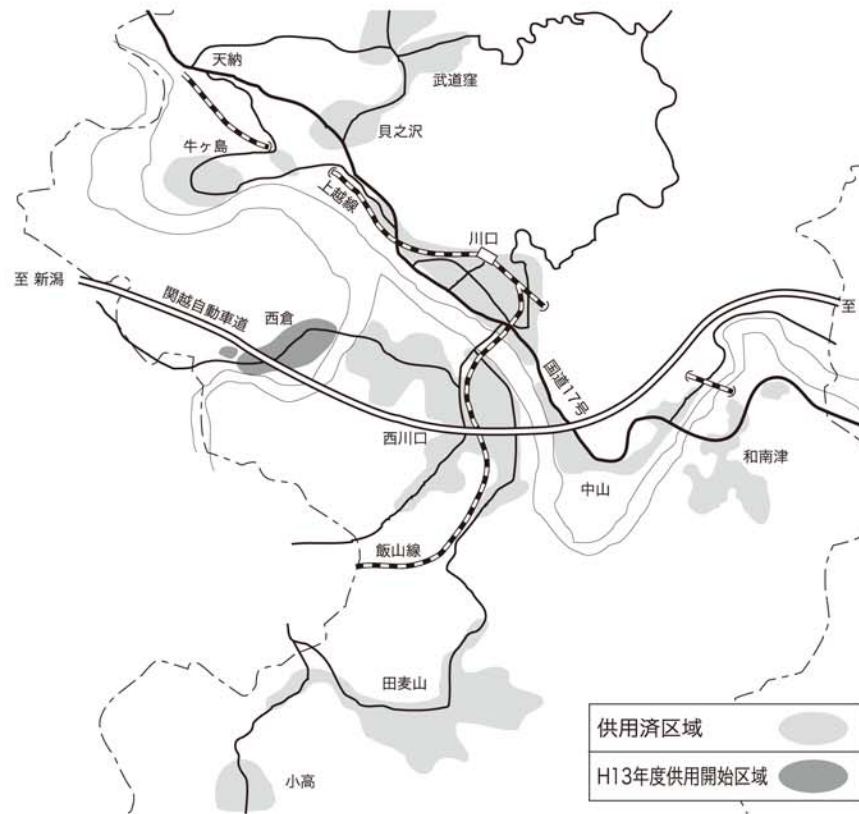 天納
武道窪
貝之沢
牛ヶ島
上越線
川口
至 新潟
関越自動車道
西倉
至
国道17号
西川口
和南津
中山
飯山線
田麦山
小高
供用済区域
H13年度供用開始区域